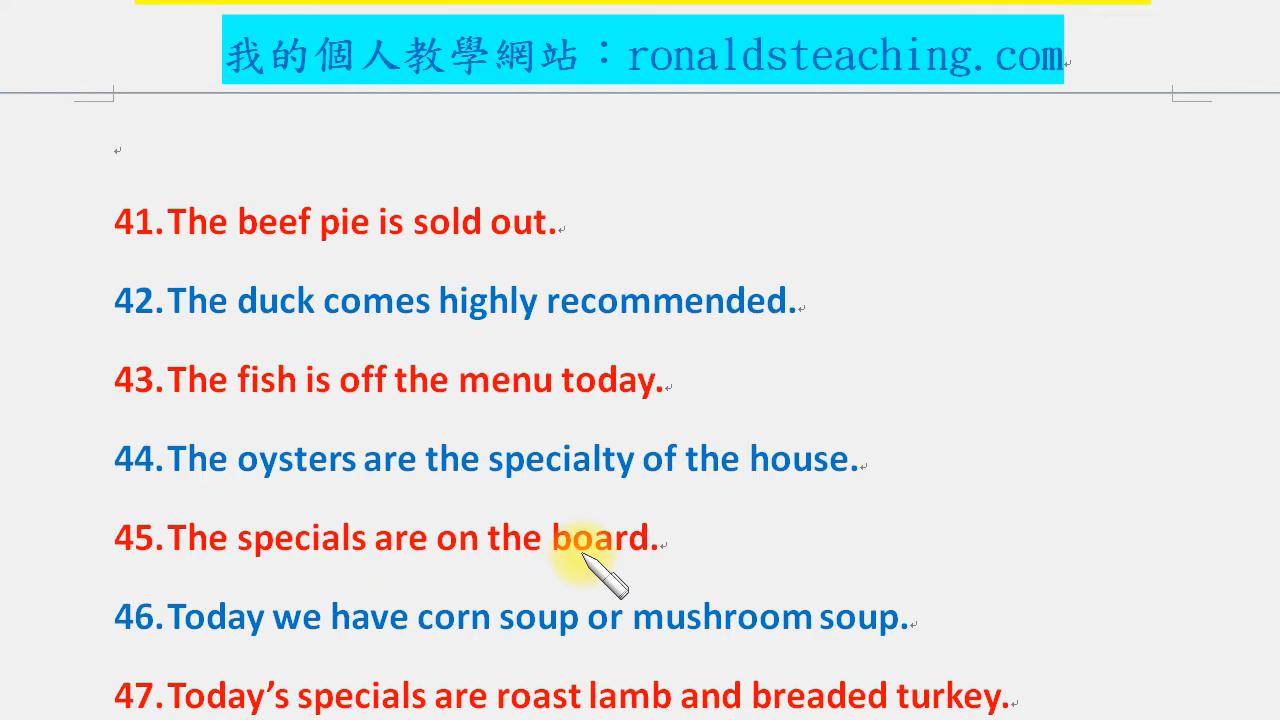 我的個人教學網站：ronaldsteaching.com
41. The beef pie is sold out.
42. The duck comes highly recommended.
43. The fish is off the menu today.
44. The oysters are the specialty of the house.
45. The specials are on the board.
46. Today we have corn soup or mushroom soup.
47. Today’s specials are roast lamb and breaded turkey.